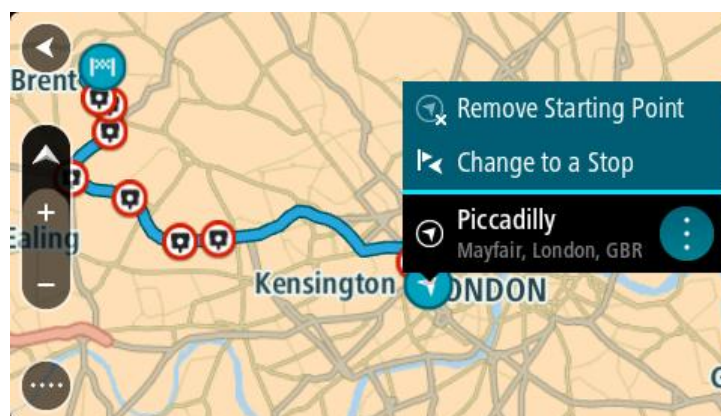 Brent
Remove Starting Point
Change to a Stop
Piccadilly
Mayfair, London, GBR
Ealing
Kensington
ONDON
G